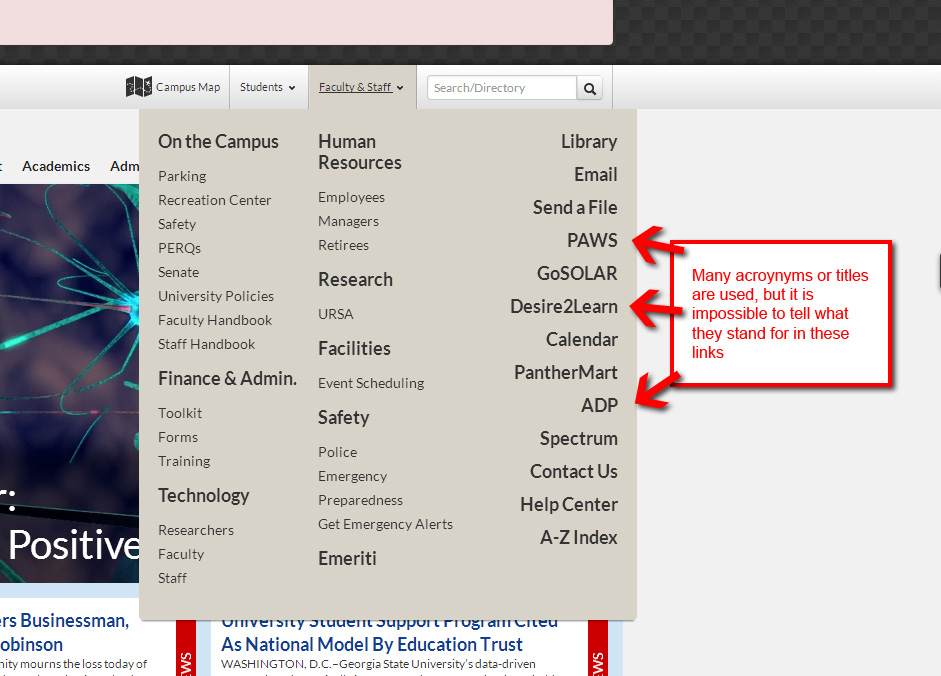 Campus Map
Students
Faculty & Staff
Search/Directory
t
Academics
Adm
On the Campus
Parking
Recreation Center
Safety
PERQs
Senate
University Policies
Faculty Handbook
Staff Handbook
Finance & Admin.
Toolkit
Forms
Training
Technology
Researchers
Faculty
Staff
Human
Resources
Employees
Managers
Retirees
Research
URSA
Facilities
Event Scheduling
Safety
Police
Emergency
Preparedness
Get Emergency Alerts
Emeriti
Library
Email
Send a File
PAWS
GoSOLAR
Desire2Learn
Calendar
PantherMart
ADP
Spectrum
Contact Us
Help Center
A-Z Index
Many acroynyms or titles
are used, but it is
impossible to tell what
they stand for in these
links
r:
Positive
ers Businessman,
obinson
nity mourns the loss today of
EWS
University Student Support Program Cited
As National Model By Education Trust
WASHINGTON, D.C.–Georgia State University's data-driven
EWS